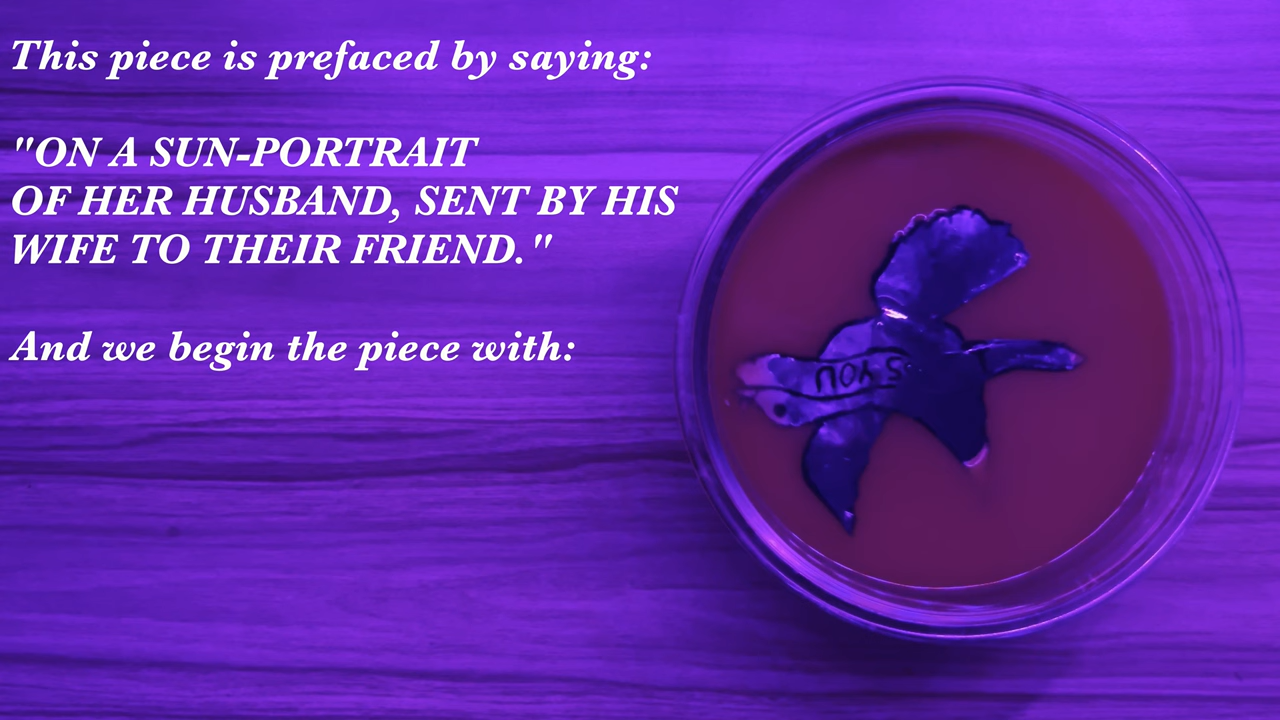 This piece is prefaced by saying:
"ON A SUN-PORTRAIT
OF HER HUSBAND, SENT BY HIS
WIFE TO THEIR FRIEND."
And we begin the piece with:
S YOU